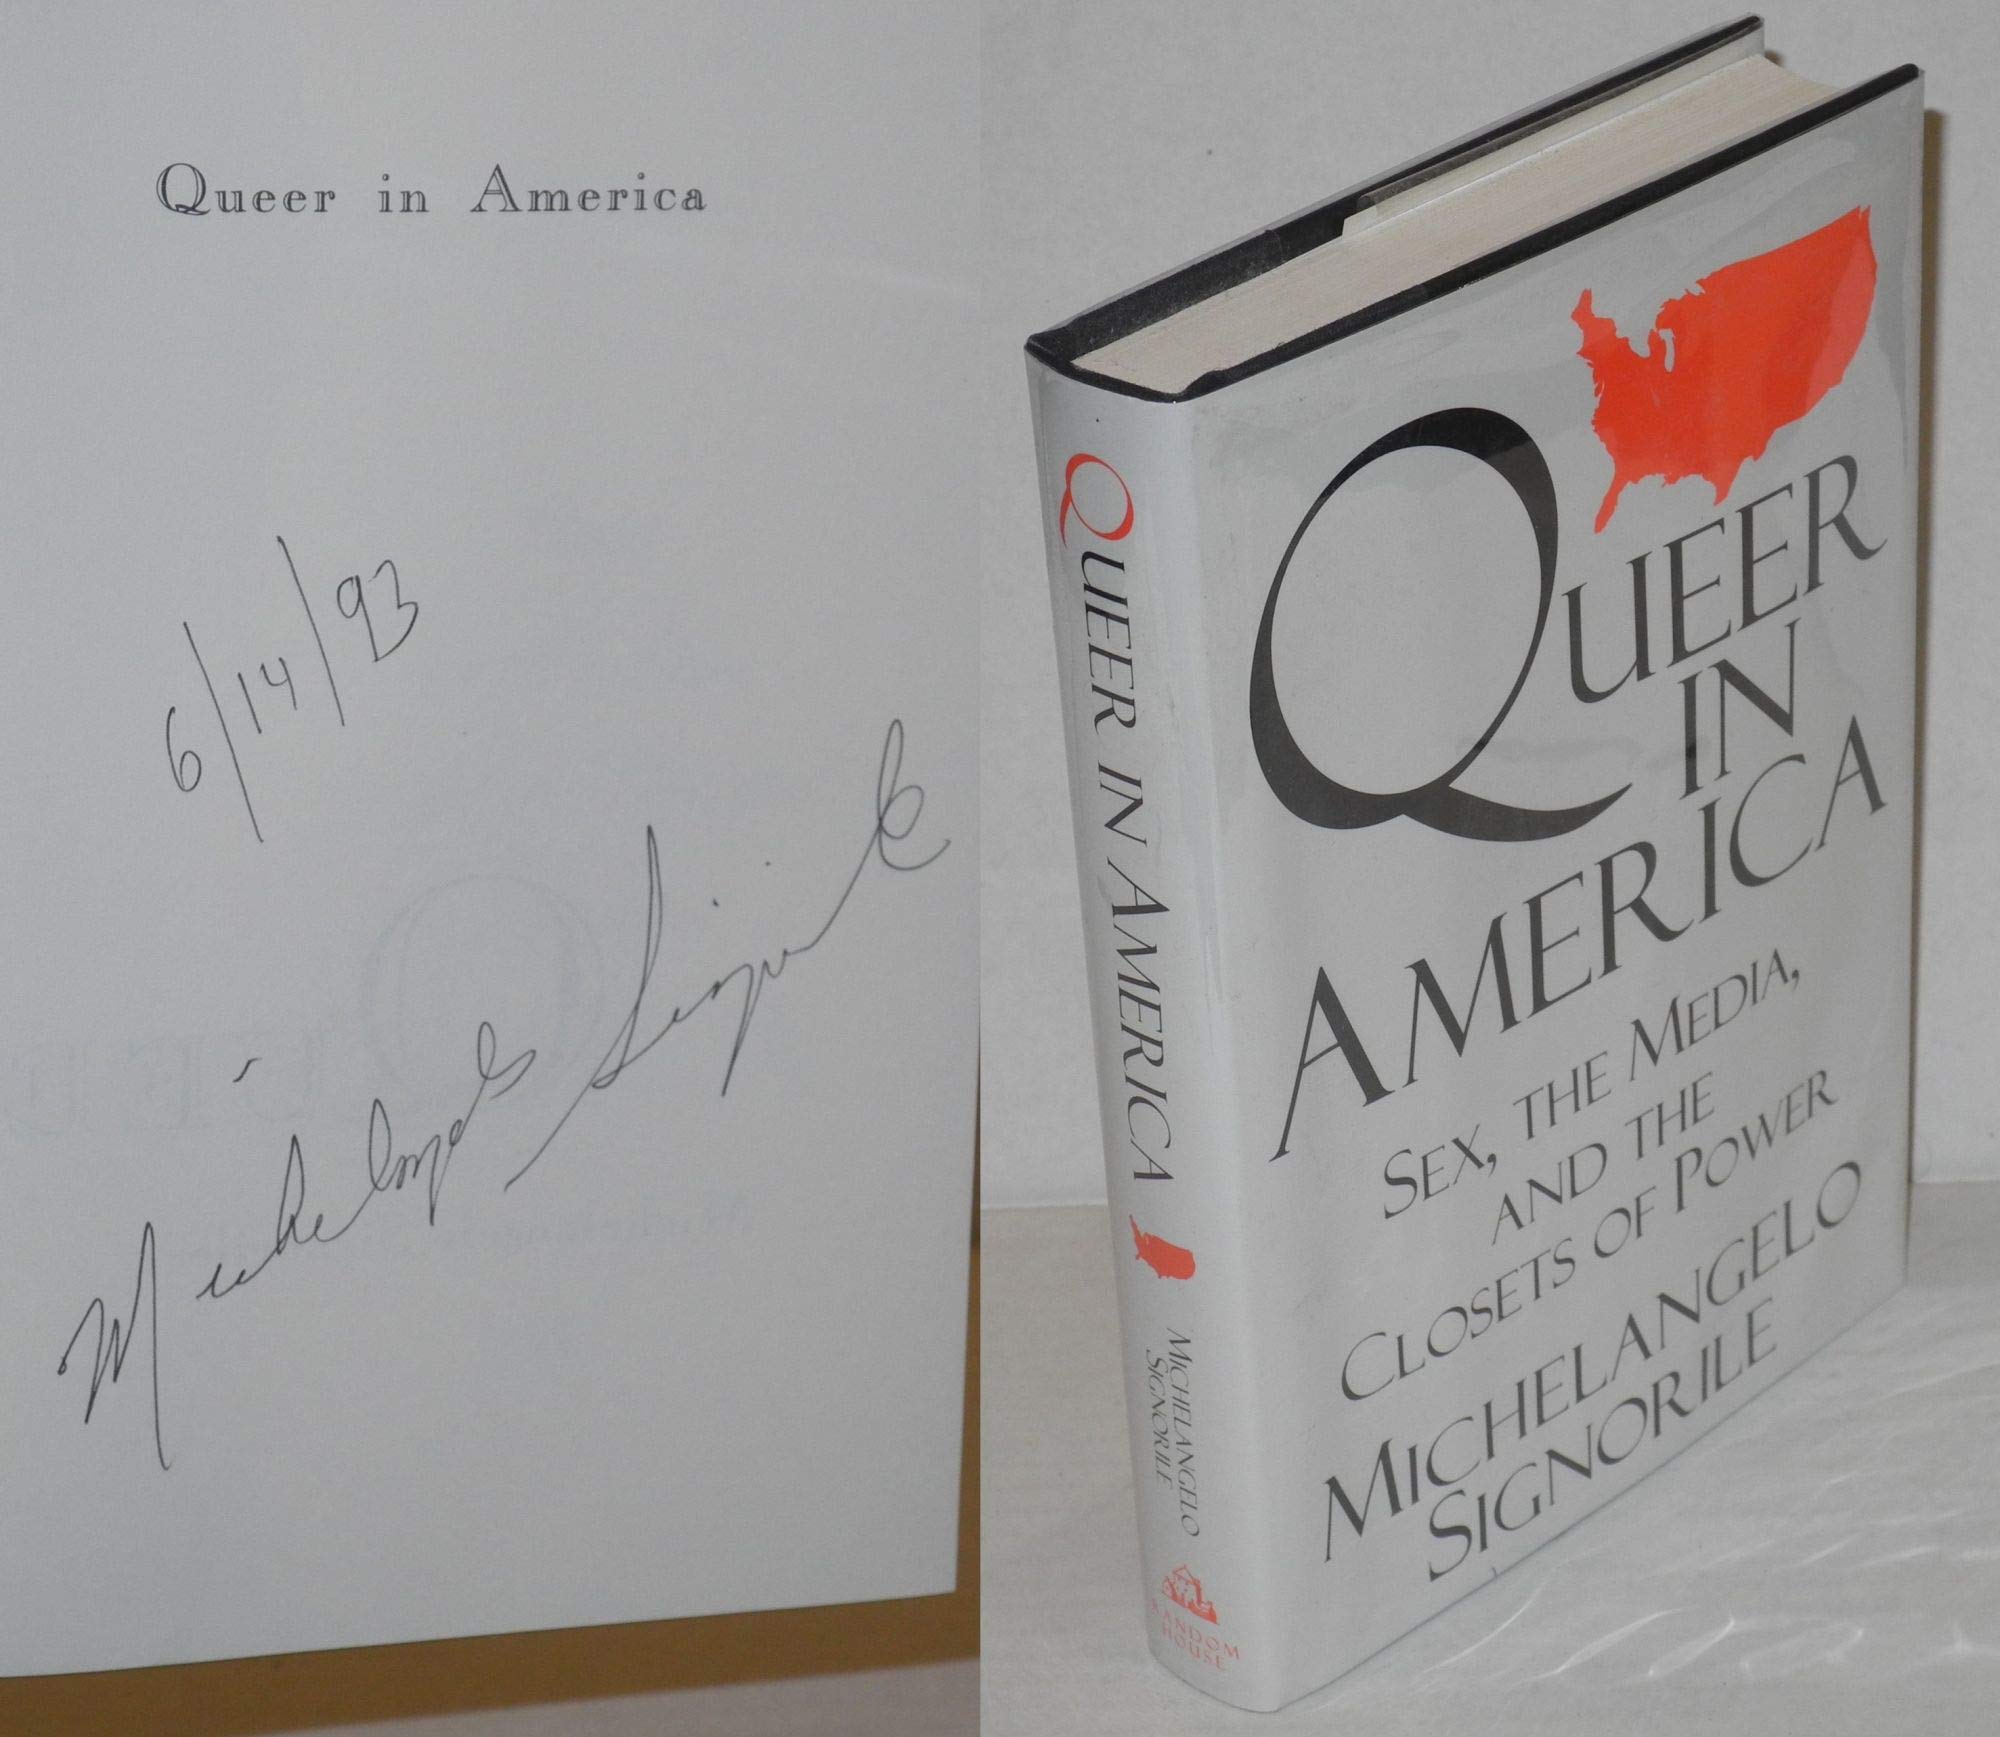 Queer in America
6/14/93
Michelangelo Signorile
QUEER IN AMERICA
MICHELANGELO
SIGNORILE
RANDOM
HOUSE
QUEER
IN
AMERICA
SEX, THE MEDIA,
AND THE
CLOSETS OF POWER
MICHELANGELO
SIGNORILE